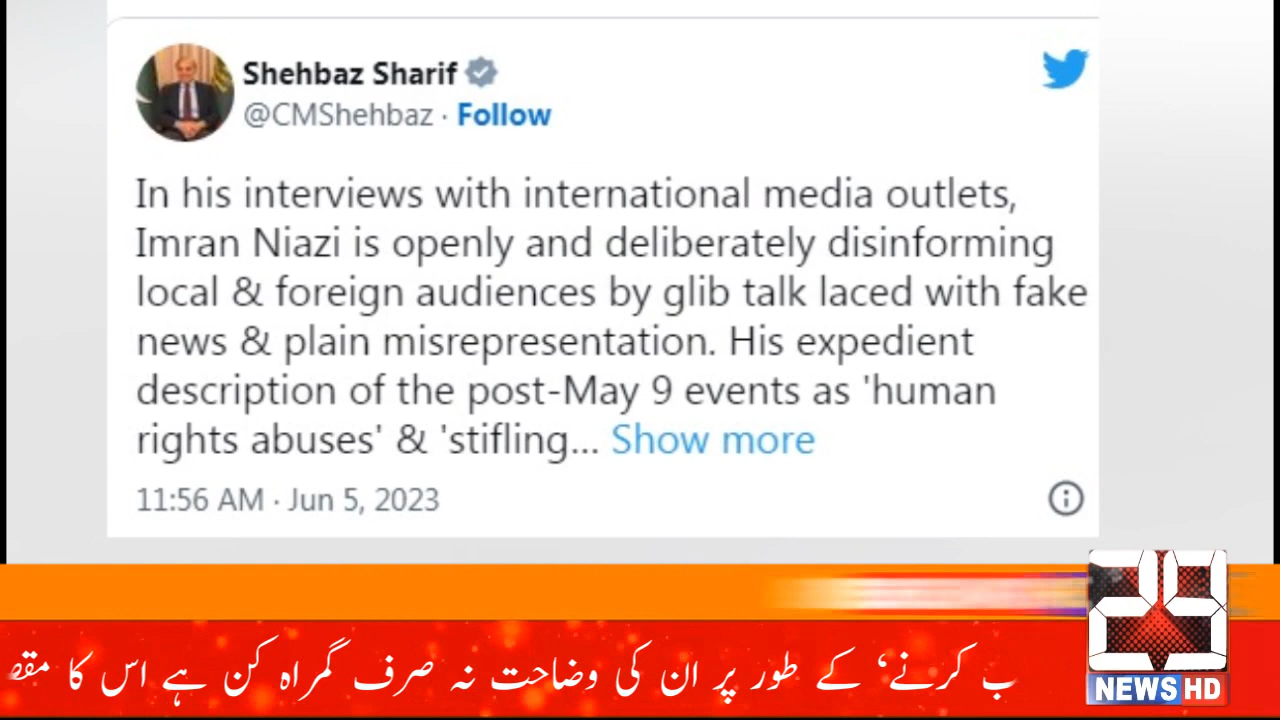 Shehbaz Sharif
@CMShehbaz · Follow
In his interviews with international media outlets,
Imran Niazi is openly and deliberately disinforming
local & foreign audiences by glib talk laced with fake
news & plain misrepresentation. His expedient
description of the post-May 9 events as 'human
rights abuses' & 'stifling... Show more
11:56 AM · Jun 5, 2023
کرنے‘ کے طور پر ان کی وضاحت نہ صرف گمراہ کن ہے اس کا
24
NEWS HD